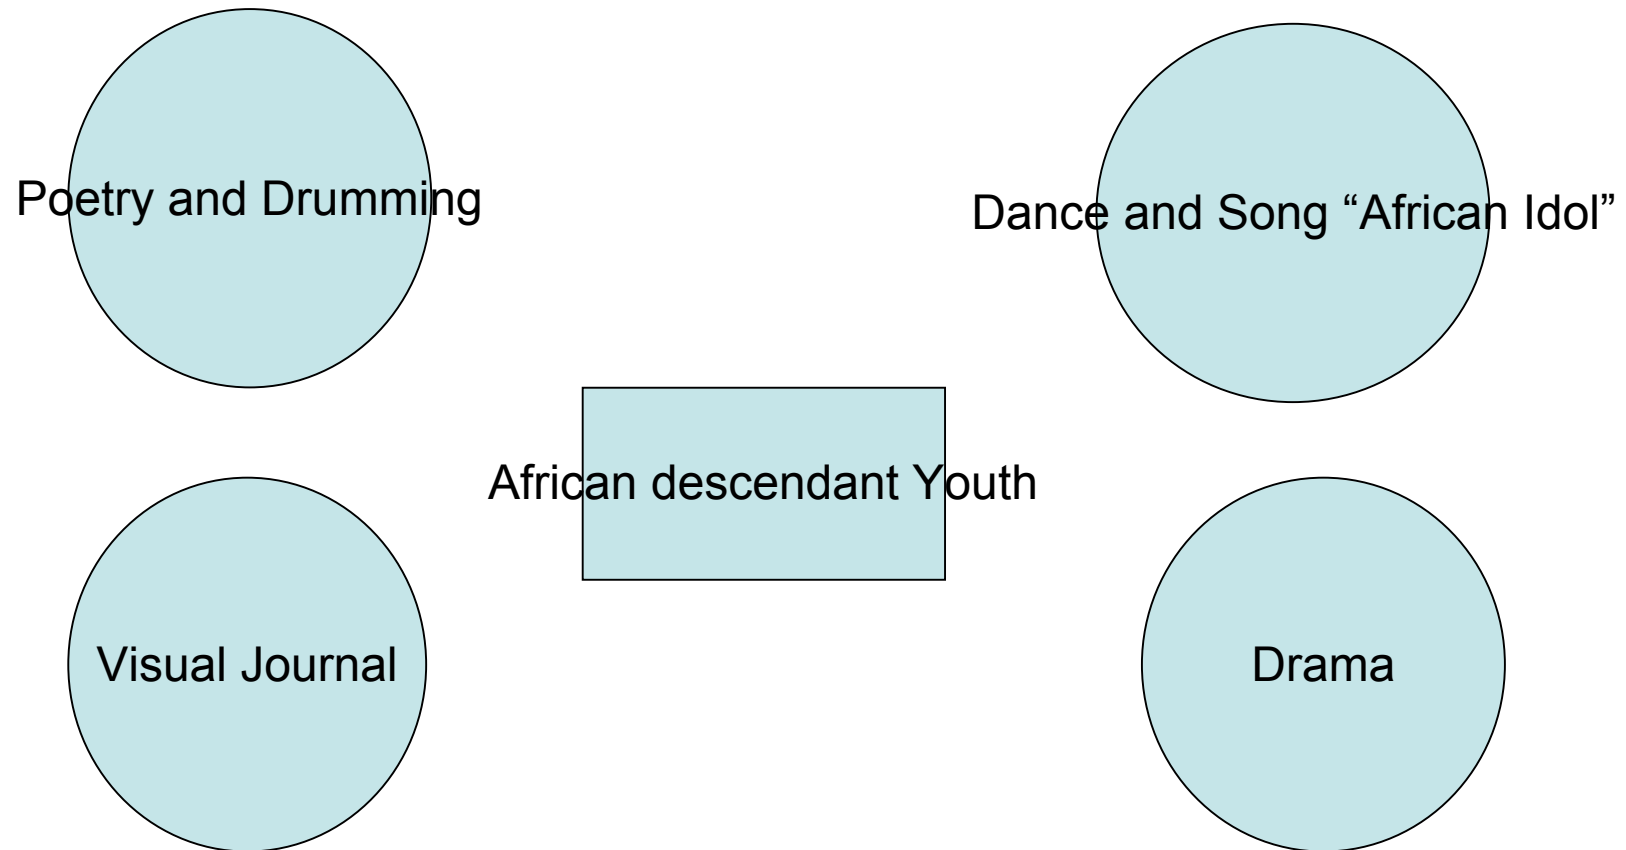 Poetry and Drumming
Dance and Song “African Idol”
African descendant Youth
Visual Journal
Drama